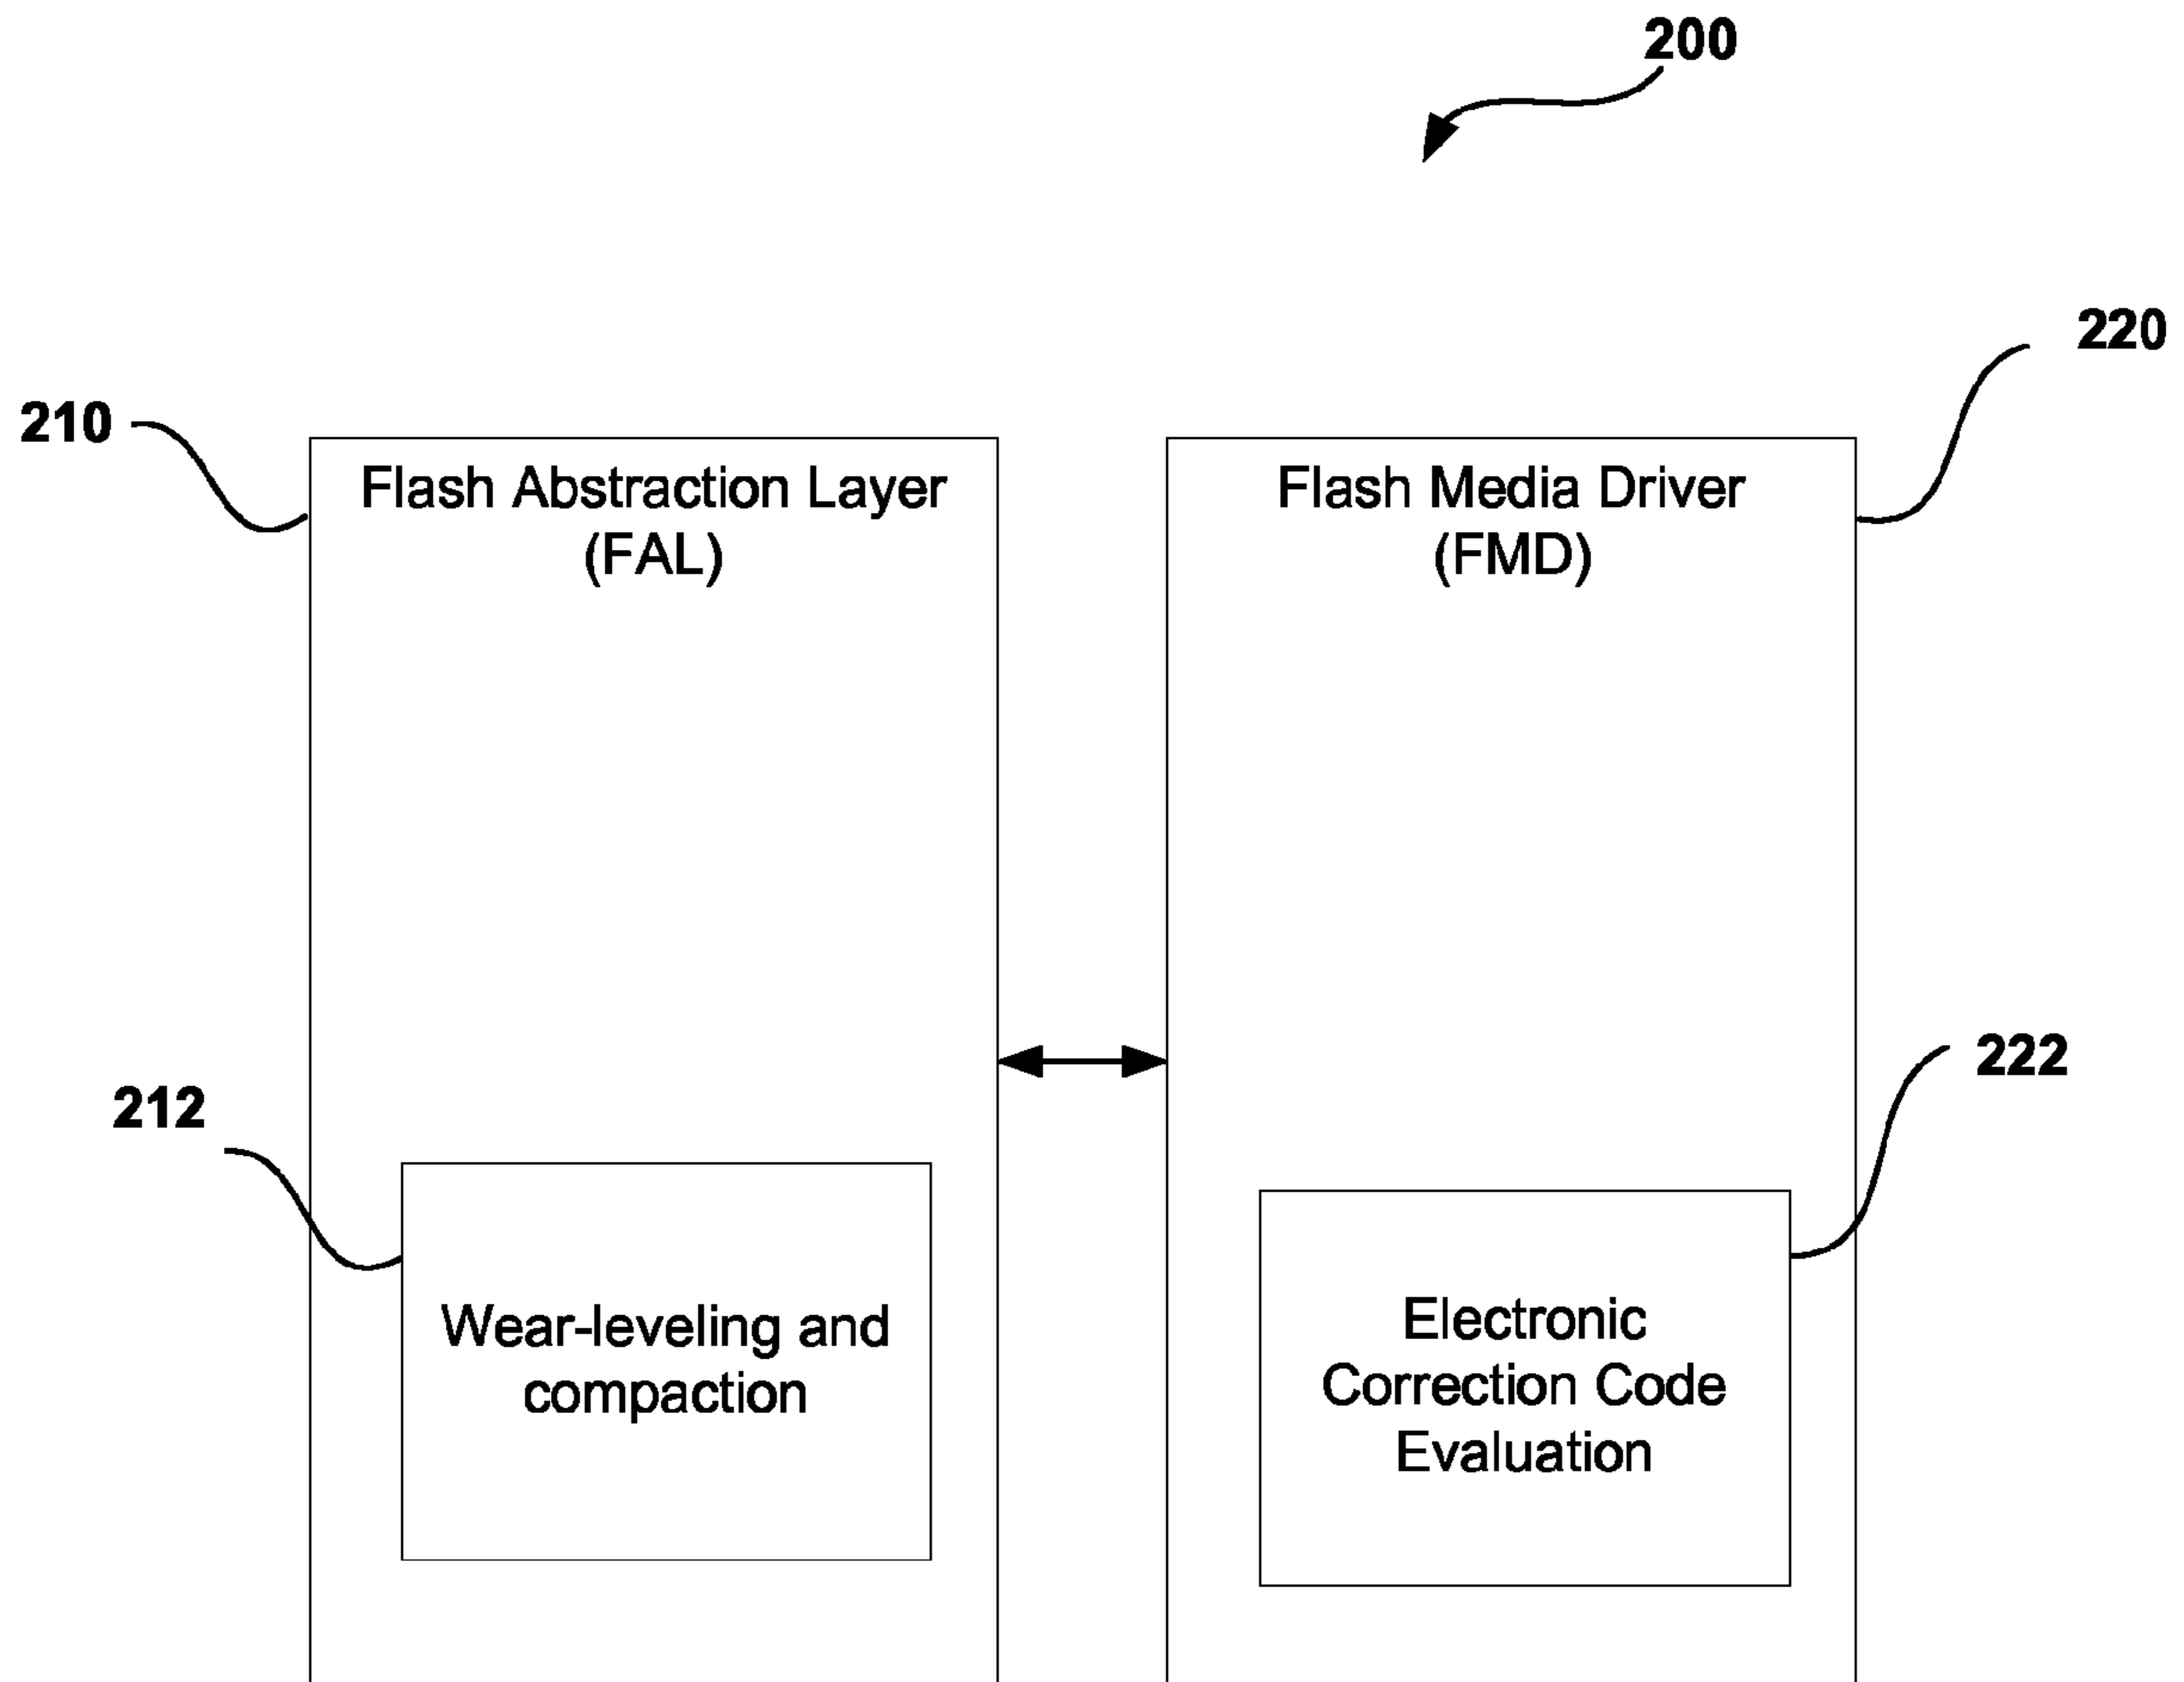 200
220
210
Flash Abstraction Layer
(FAL)
Flash Media Driver
(FMD)
222
212
Wear-leveling and
compaction
Electronic
Correction Code
Evaluation